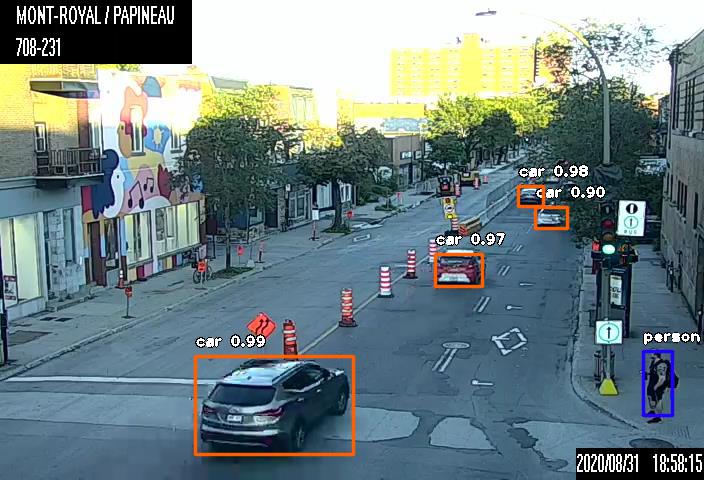 MONT-ROYAL / PAPINEAU
708-231
car 0.98
car 0.90
car 0.97
car 0.99
person
BUS
2020/08/31 18:58:15